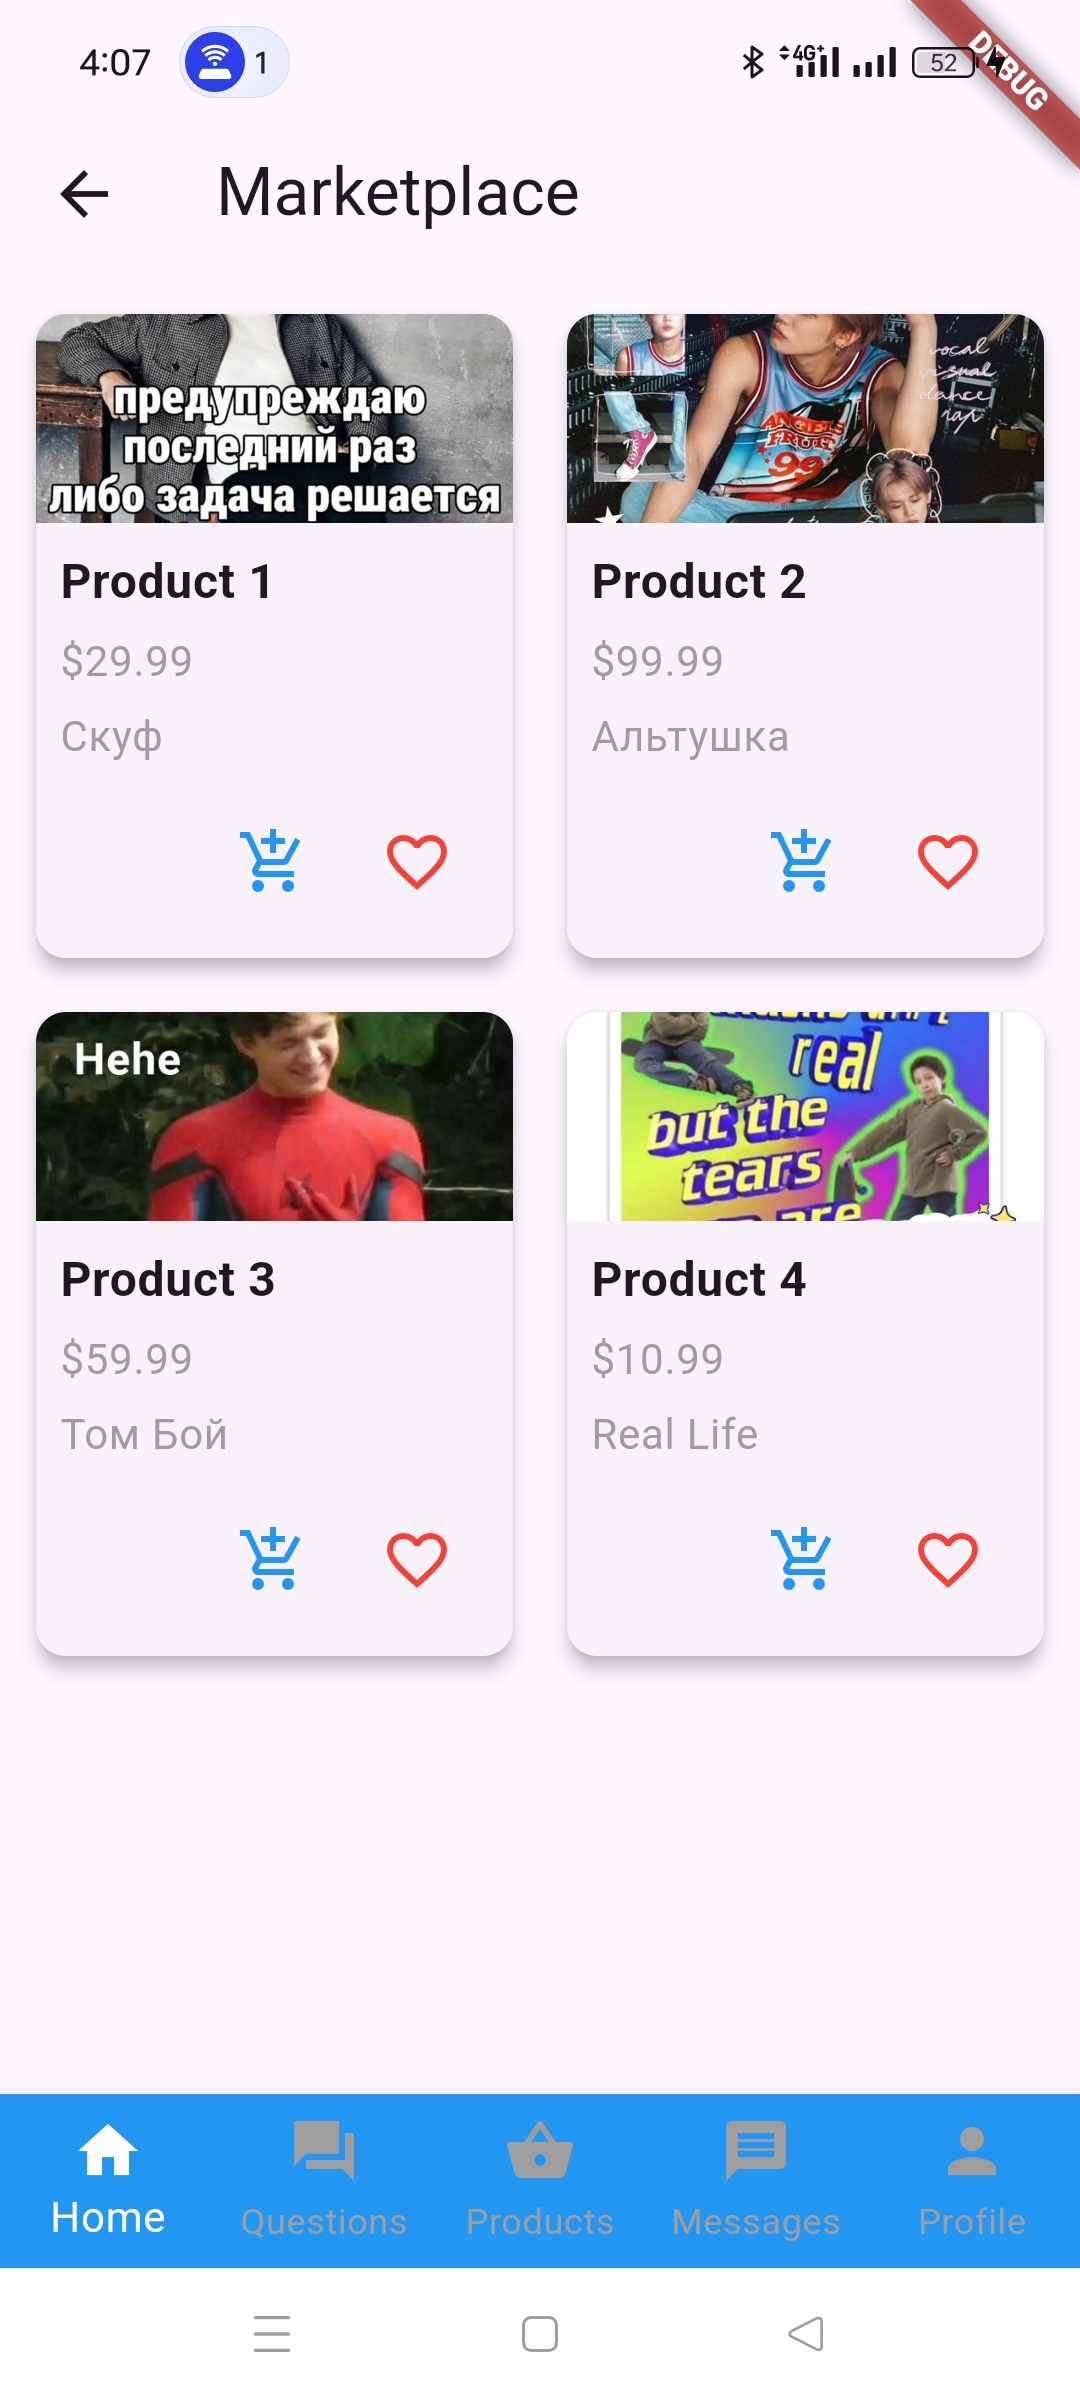 4:07
1
4G+
52
DEBUG
Marketplace
предупреждаю
последний раз
либо задача решается
vocal
visual
dance
rap
ANGELS
FRUIT
99
Product 1
$29.99
Скуф
Product 2
$99.99
Альтушка
Hehe
real
but the
tears
are
Product 3
$59.99
Том Бой
Product 4
$10.99
Real Life
Home
Questions
Products
Messages
Profile